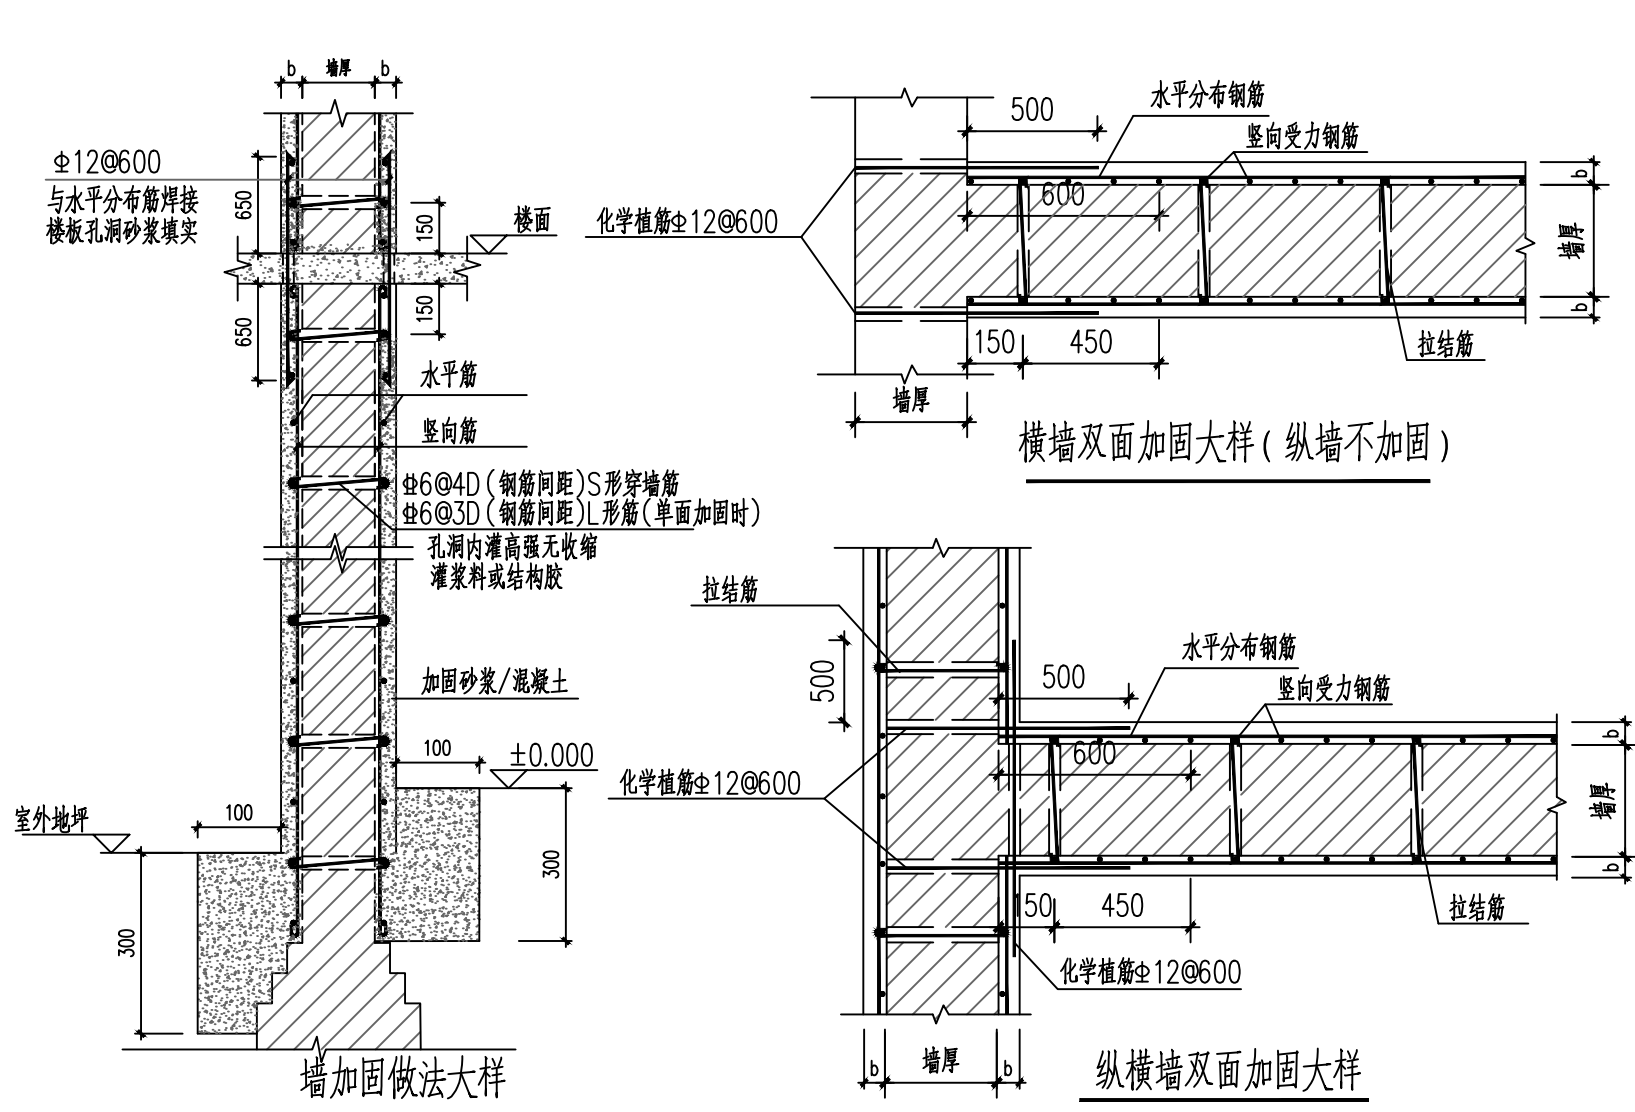 b 墙厚 b
Φ12@600
与水平分布筋焊接
楼板孔洞砂浆填实
650
150
楼面
650
150
水平筋
竖向筋
Φ6@4D(钢筋间距)S形穿墙筋
Φ6@3D(钢筋间距)L形筋(单面加固时)
孔洞内灌高强无收缩
灌浆料或结构胶
加固砂浆/混凝土
100
±0.000
室外地坪
100
300
300
墙加固做法大样
500
水平分布钢筋
竖向受力钢筋
化学植筋Φ12@600
600
b
墙厚
b
150
450
拉结筋
墙厚
横墙双面加固大样(纵墙不加固)
拉结筋
500
500
水平分布钢筋
竖向受力钢筋
化学植筋Φ12@600
600
b
墙厚
b
150
450
拉结筋
化学植筋Φ12@600
b 墙厚 b
纵横墙双面加固大样